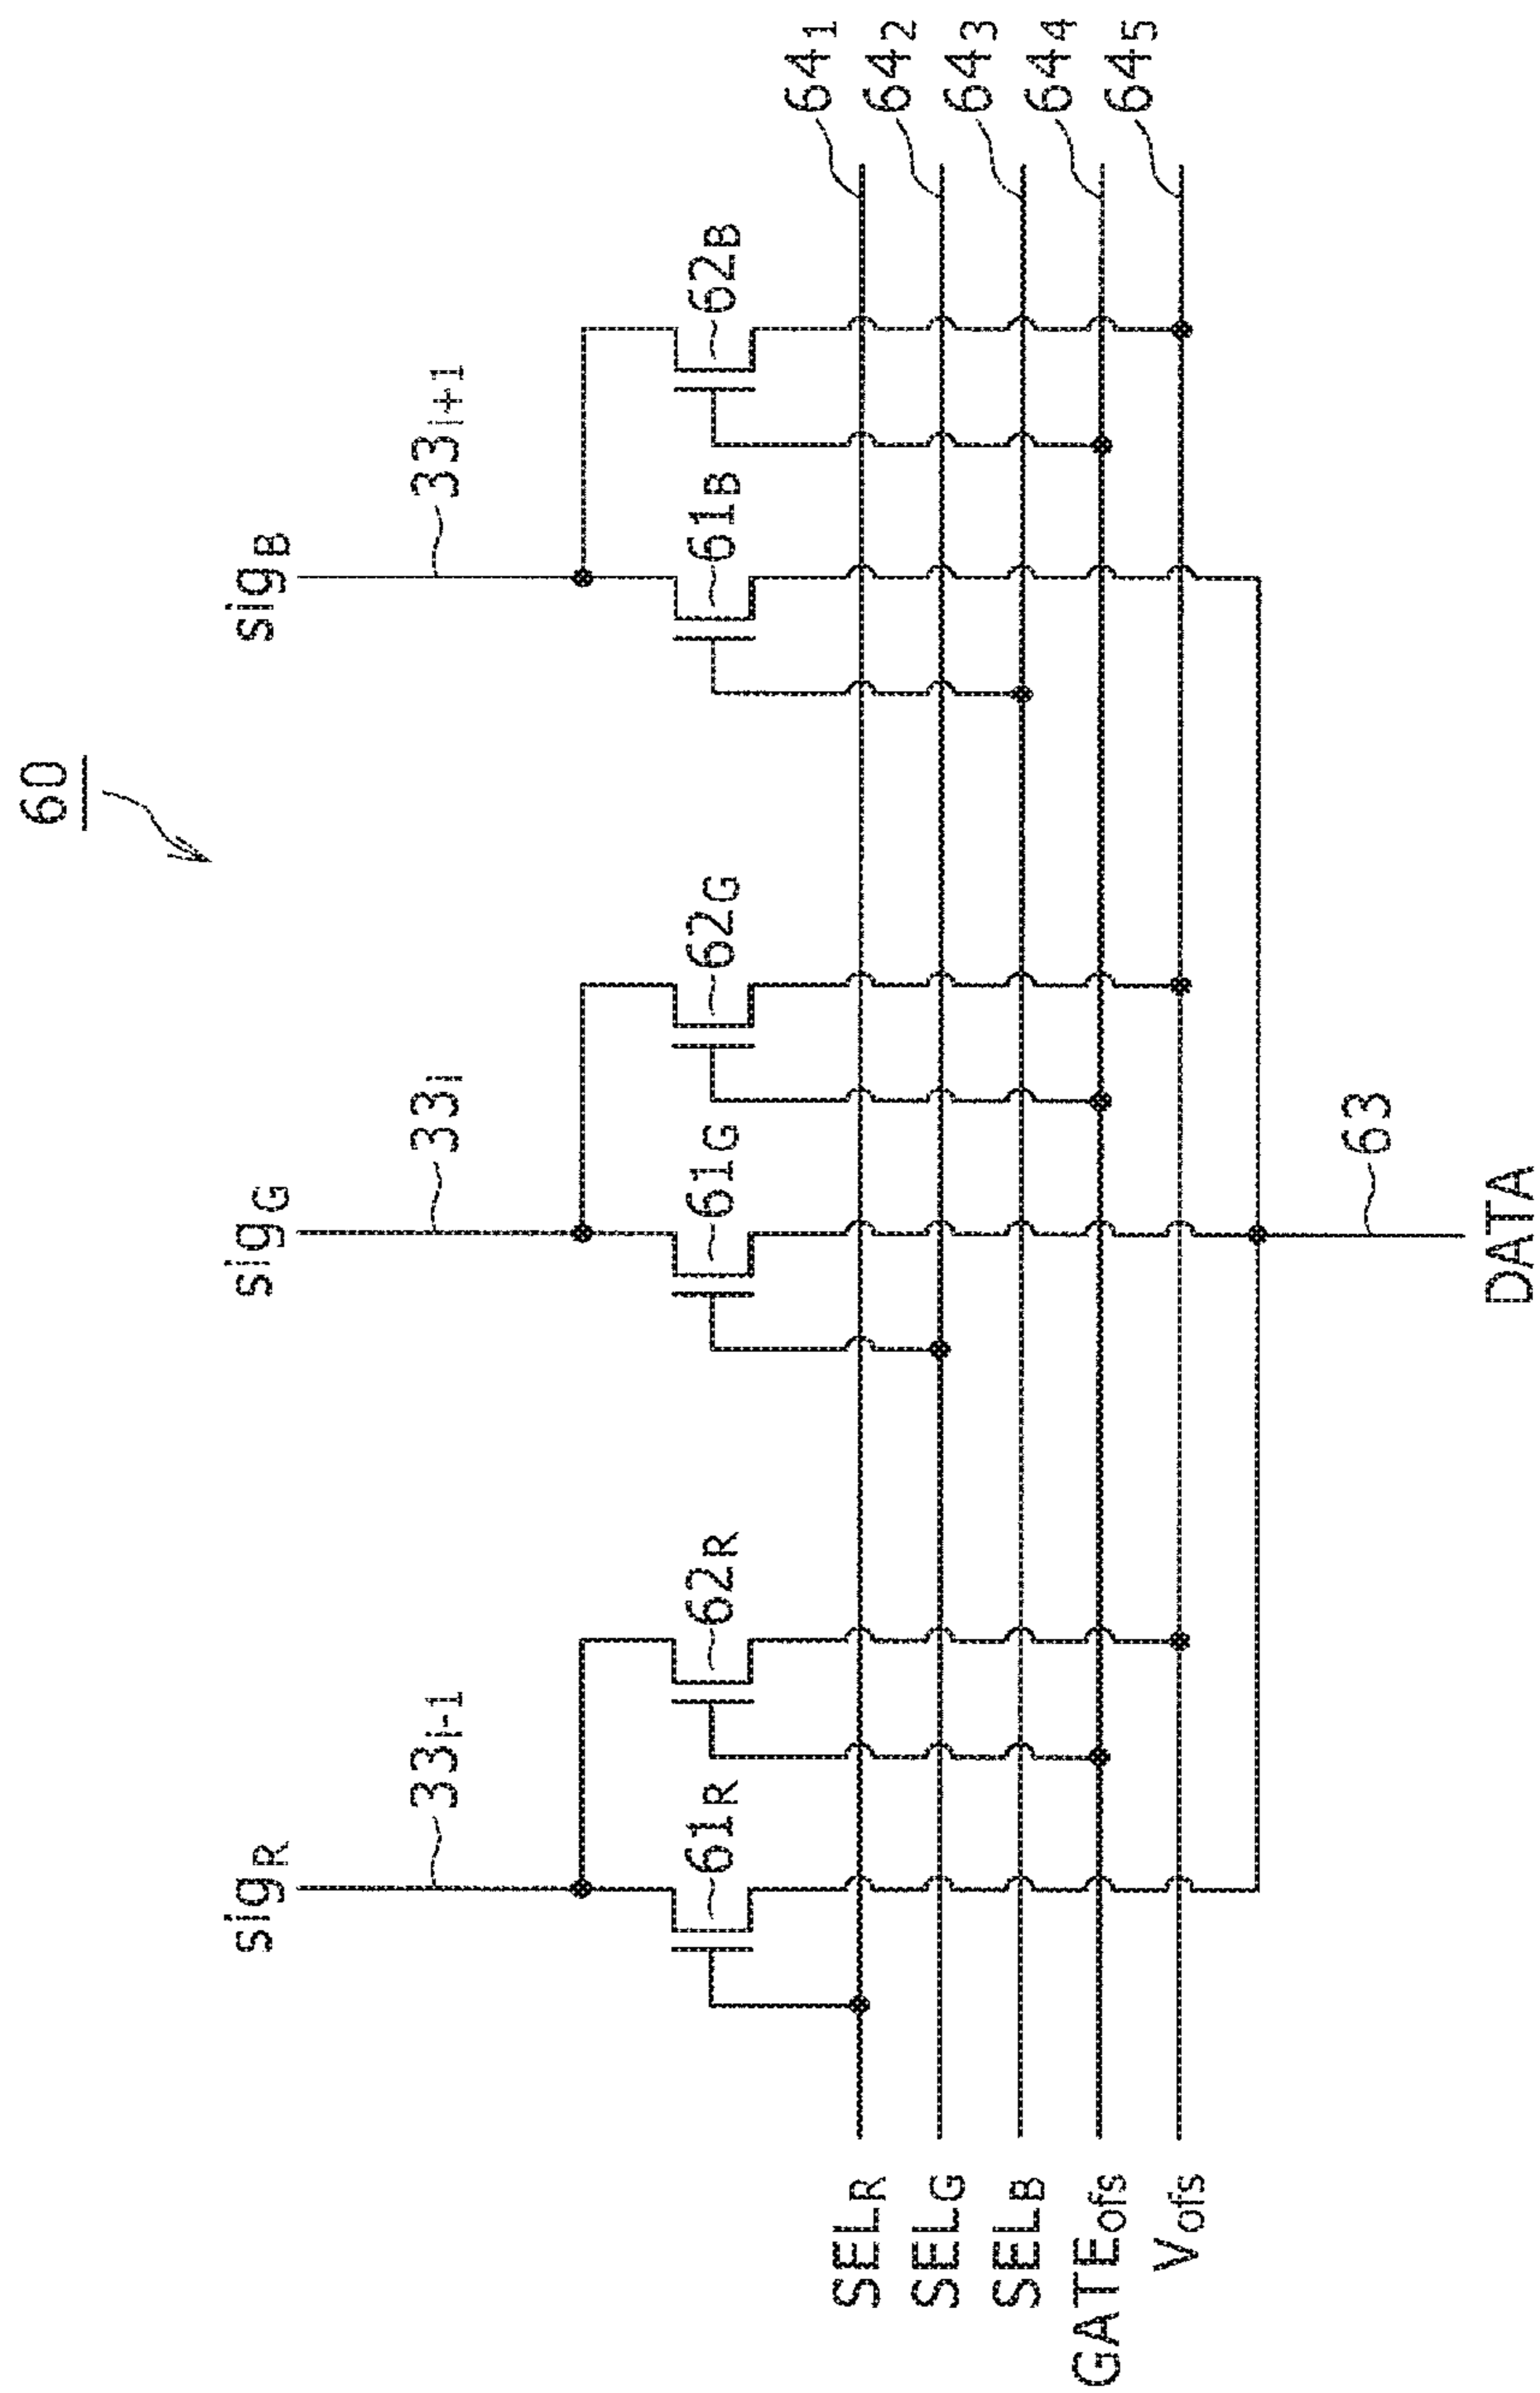 60
sigR
sigG
sigB
33i-1
33i
33i+1
61R
62R
61G
62G
61B
62B
SELR
641
SELG
642
SELB
643
GATEofs
644
Vofs
645
63
DATA